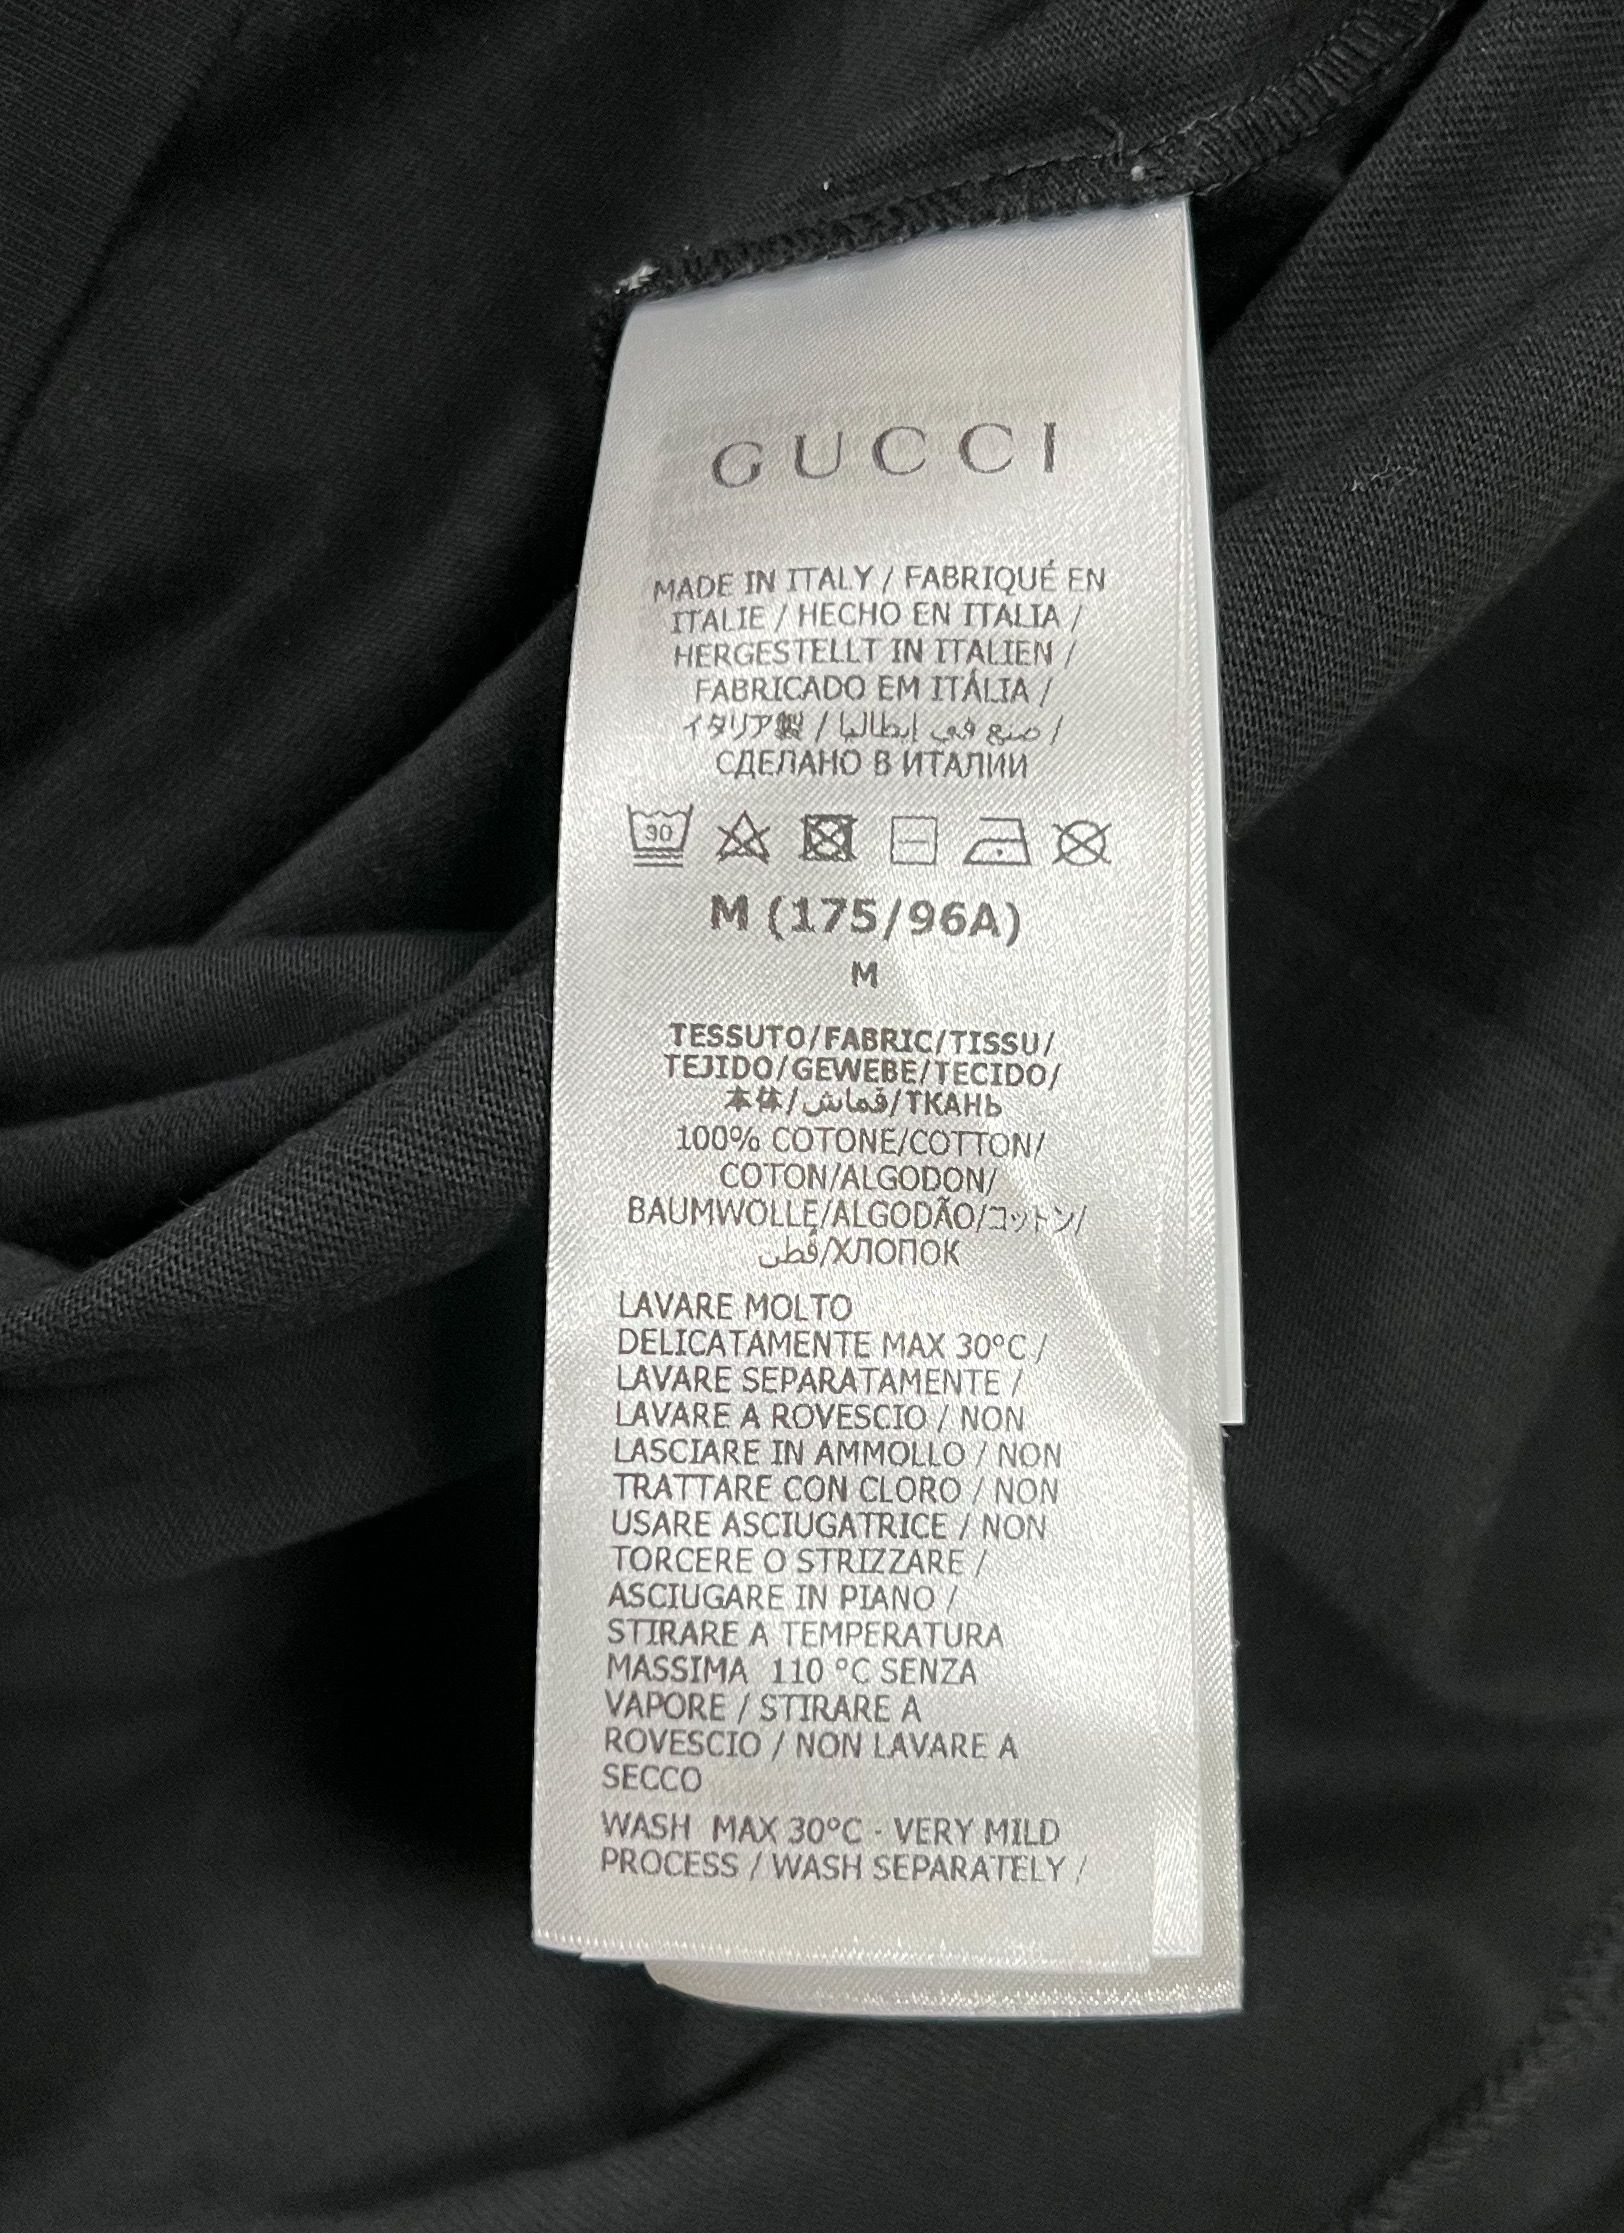 GUCCI
MADE IN ITALY / FABRIQUÉ EN
ITALIE / HECHO EN ITALIA /
HERGESTELLT IN ITALIEN /
FABRICADO EM ITÁLIA /
イタリア製 / صنع في إيطاليا /
СДЕЛАНО В ИТАЛИИ
30
M (175/96A)
M
TESSUTO/FABRIC/TISSU/
TEJIDO/GEWEBE/TECIDO/
本体/قماش/ТКАНЬ
100% COTONE/COTTON/
COTON/ALGODON/
BAUMWOLLE/ALGODÃO/コットン/
قطن/ХЛОПОК
LAVARE MOLTO
DELICATAMENTE MAX 30°C /
LAVARE SEPARATAMENTE /
LAVARE A ROVESCIO / NON
LASCIARE IN AMMOLLO / NON
TRATTARE CON CLORO / NON
USARE ASCIUGATRICE / NON
TORCERE O STRIZZARE /
ASCIUGARE IN PIANO /
STIRARE A TEMPERATURA
MASSIMA 110 °C SENZA
VAPORE / STIRARE A
ROVESCIO / NON LAVARE A
SECCO
WASH MAX 30°C - VERY MILD
PROCESS / WASH SEPARATELY /